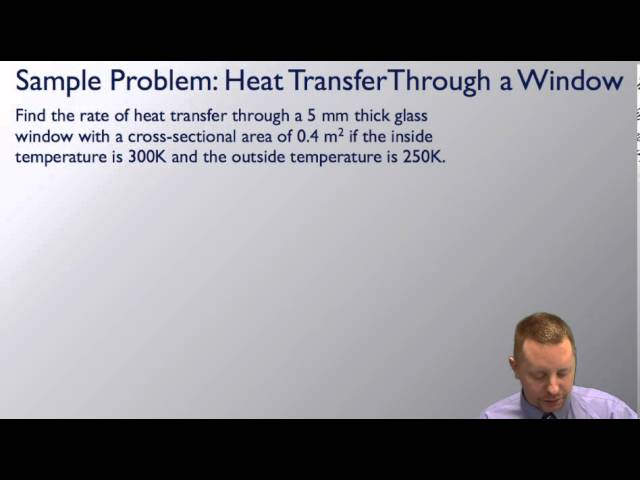 Sample Problem: Heat Transfer Through a Window
Find the rate of heat transfer through a 5 mm thick glass
window with a cross-sectional area of 0.4 m² if the inside
temperature is 300K and the outside temperature is 250K.